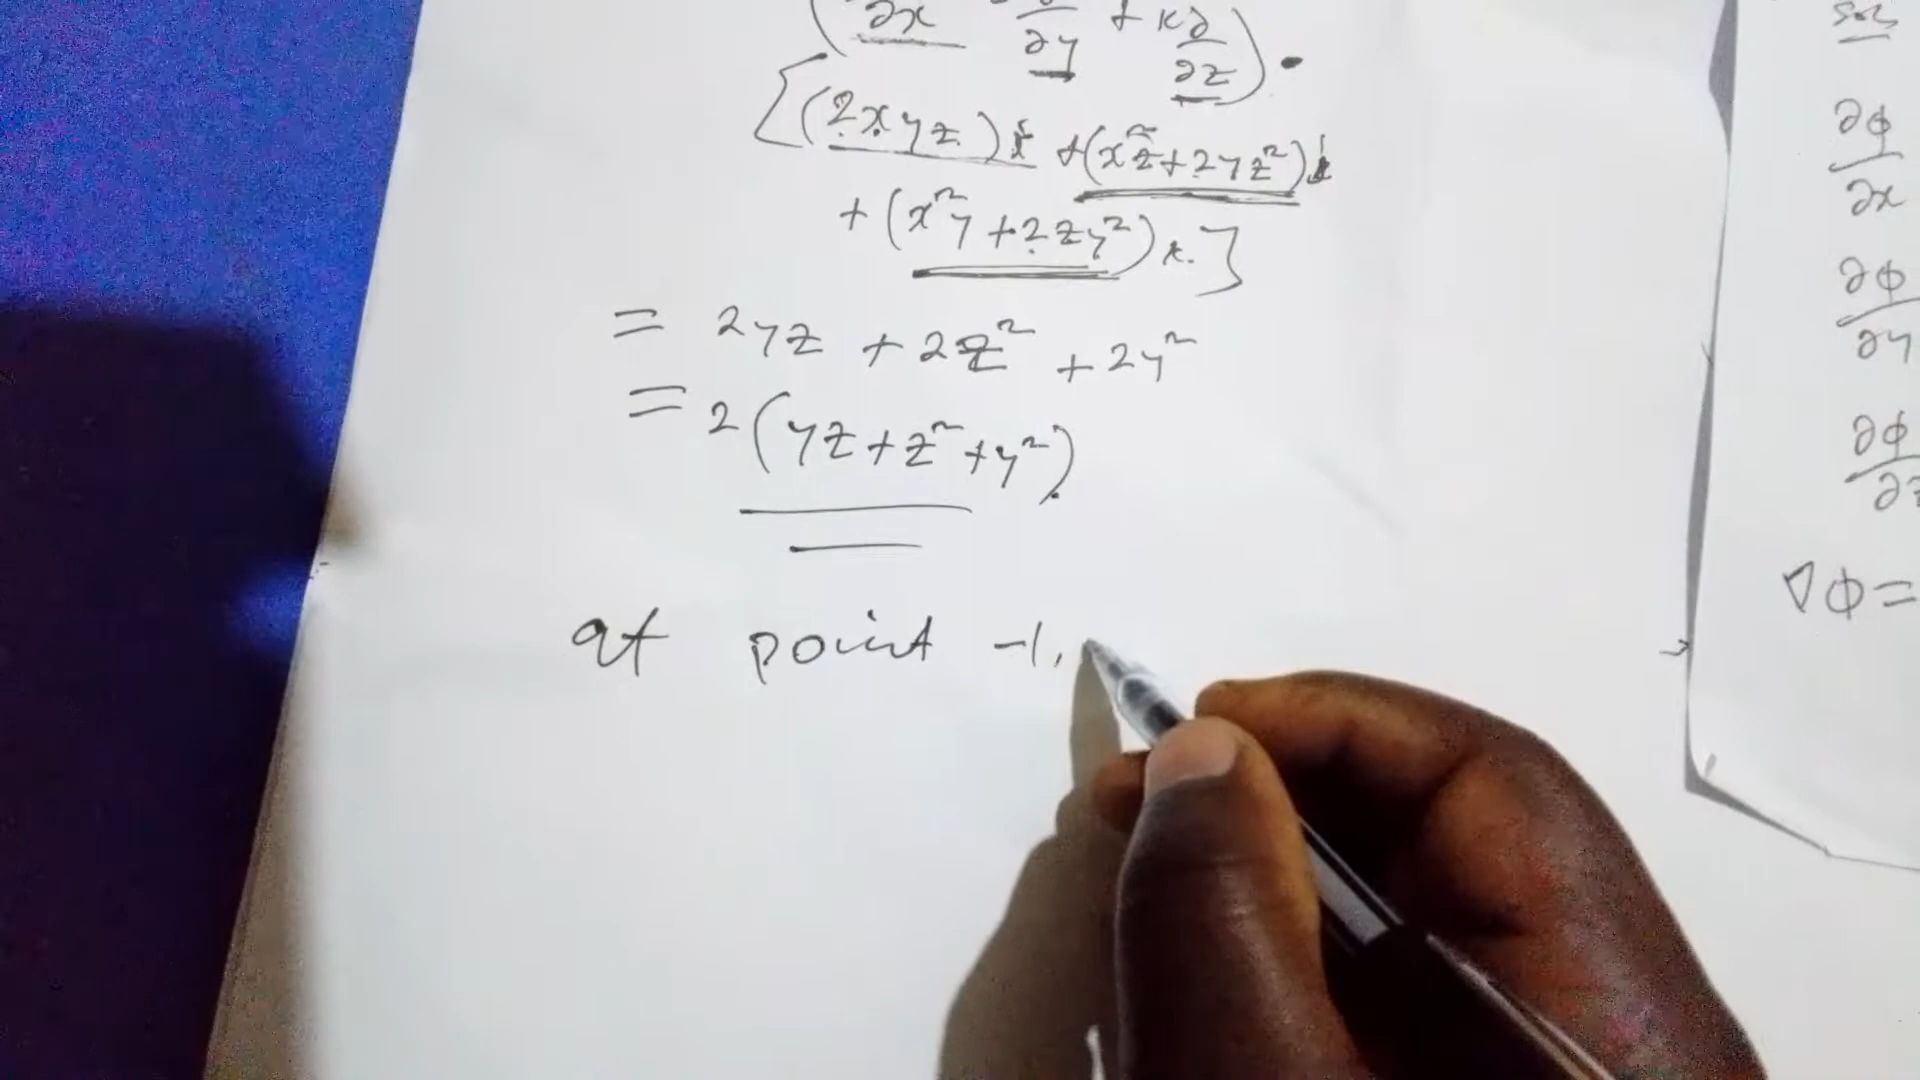 ∂x ∂y + k∂/∂z) •
[(2xyz)i + (x²z+2yz²)j
+ (x²y+2zy²)k.]
= 2yz + 2z² + 2y²
= 2(yz+z²+y²).
at point -1,
∂ϕ/∂x
∂ϕ/∂y
∂ϕ/∂z
∇ϕ=